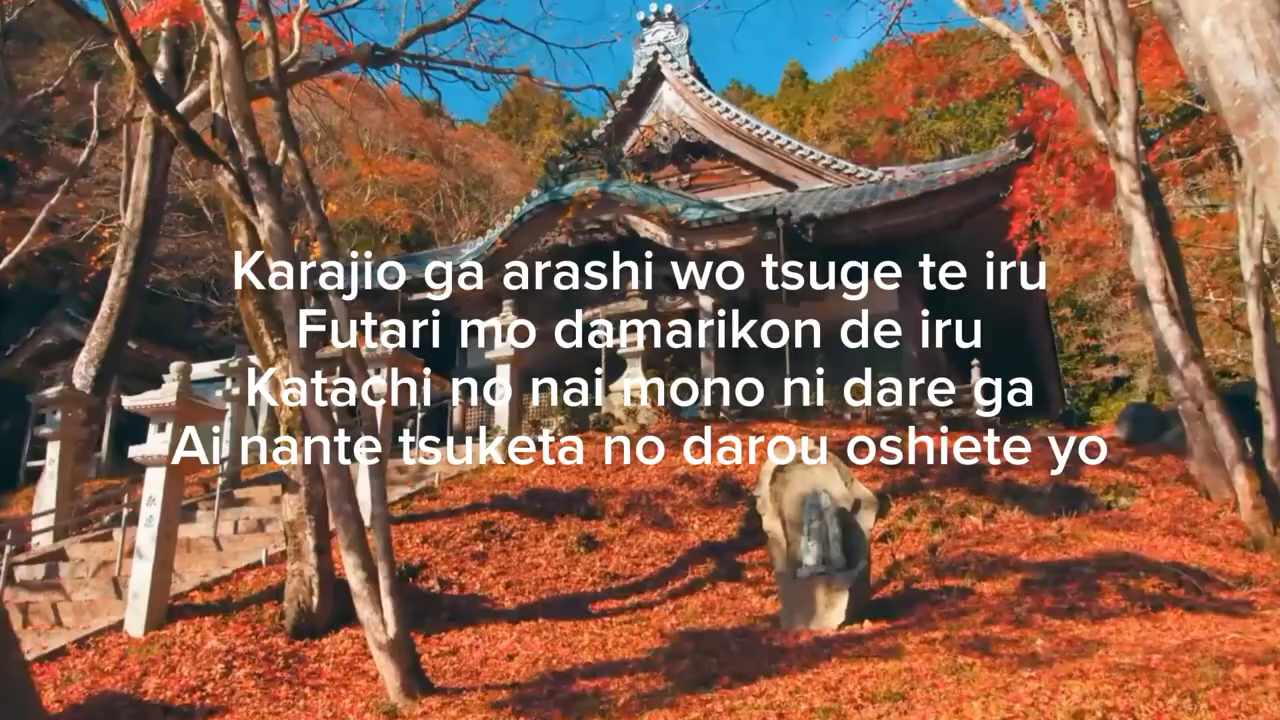 Karajio ga arashi wo tsuge te iru
Futari mo damarikon de iru
Katachi no nai mono ni dare ga
Ai nante tsuketa no darou oshiete yo